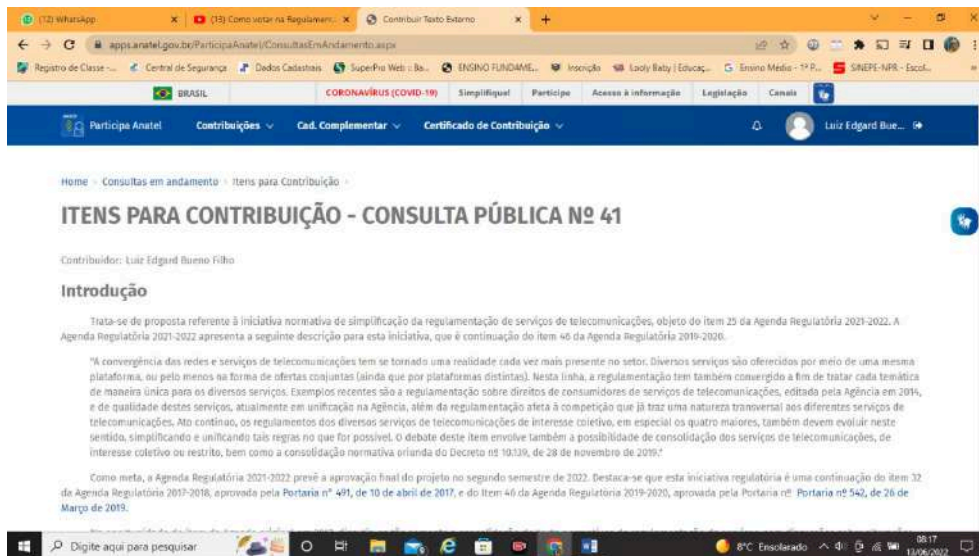 (12) WhatsApp
(13) Como votar na Regulamen
Contribuir Texto Externo
apps.anatel.gov.br/ParticipaAnatel/ConsultasEmAndamento.aspx
Registro de Classe -...
Central de Segurança
Dados Cadastrais
SuperPro Web :: Ba...
ENSINO FUNDAME...
Inscrição
Looly Baby | Educaç...
Ensino Médio - 1ª P...
SINEPE-NPR - Escol...
BRASIL
CORONAVÍRUS (COVID-19)
Simplifique!
Participe
Acesso à informação
Legislação
Canais
Participa Anatel
Contribuições
Cad. Complementar
Certificado de Contribuição
Luiz Edgard Bue...
Home
Consultas em andamento
Itens para Contribuição
ITENS PARA CONTRIBUIÇÃO - CONSULTA PÚBLICA Nº 41
Contribuidor: Luiz Edgard Bueno Filho
Introdução
Trata-se de proposta referente à iniciativa normativa de simplificação da regulamentação de serviços de telecomunicações, objeto do item 25 da Agenda Regulatória 2021-2022. A
Agenda Regulatória 2021-2022 apresenta a seguinte descrição para esta iniciativa, que é continuação do item 46 da Agenda Regulatória 2019-2020.
"A convergência das redes e serviços de telecomunicações tem se tornado uma realidade cada vez mais presente no setor. Diversos serviços são oferecidos por meio de uma mesma
plataforma, ou pelo menos na forma de ofertas conjuntas (ainda que por plataformas distintas). Nesta linha, a regulamentação tem também convergido a fim de tratar cada temática
de maneira única para os diversos serviços. Exemplos recentes são a regulamentação sobre direitos de consumidores de serviços de telecomunicações, editada pela Agência em 2014,
e de qualidade destes serviços, atualmente em unificação na Agência, além da regulamentação afeta à competição que já traz uma natureza transversal aos diferentes serviços de
telecomunicações. Ato contínuo, os regulamentos dos diversos serviços de telecomunicações de interesse coletivo, em especial os quatro maiores, também devem evoluir neste
sentido, simplificando e unificando tais regras no que for possível. O debate deste item envolve também a possibilidade de consolidação dos serviços de telecomunicações, de
interesse coletivo ou restrito, bem como a consolidação normativa oriunda do Decreto nº 10.139, de 28 de novembro de 2019."
Como meta, a Agenda Regulatória 2021-2022 prevê a aprovação final do projeto no segundo semestre de 2022. Destaca-se que esta iniciativa regulatória é uma continuação do item 32
da Agenda Regulatória 2017-2018, aprovada pela Portaria n° 491, de 10 de abril de 2017, e do Item 46 da Agenda Regulatória 2019-2020, aprovada pela Portaria nº Portaria nº 542, de 26 de
Março de 2019.
Digite aqui para pesquisar
8°C Ensolarado
08:17
13/06/2022